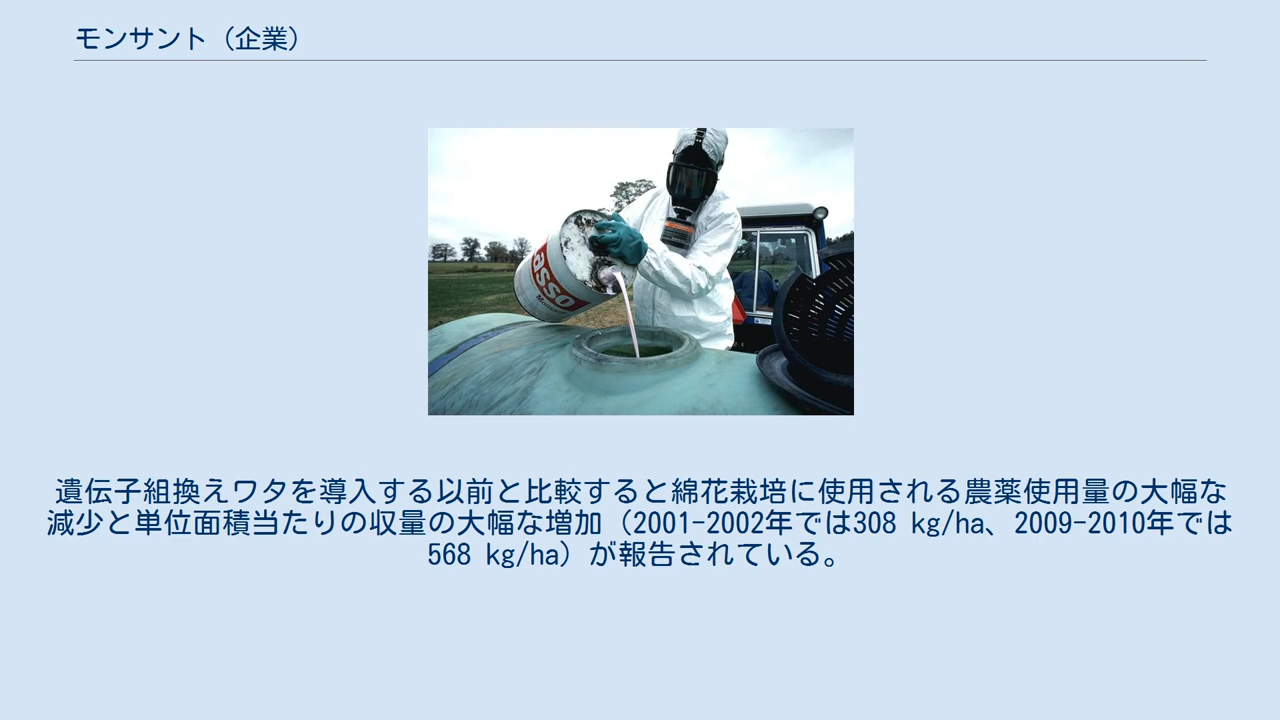 モンサント（企業）
asso
遺伝子組換えワタを導入する以前と比較すると綿花栽培に使用される農薬使用量の大幅な
減少と単位面積当たりの収量の大幅な増加（2001-2002年では308 kg/ha、2009-2010年では
568 kg/ha）が報告されている。